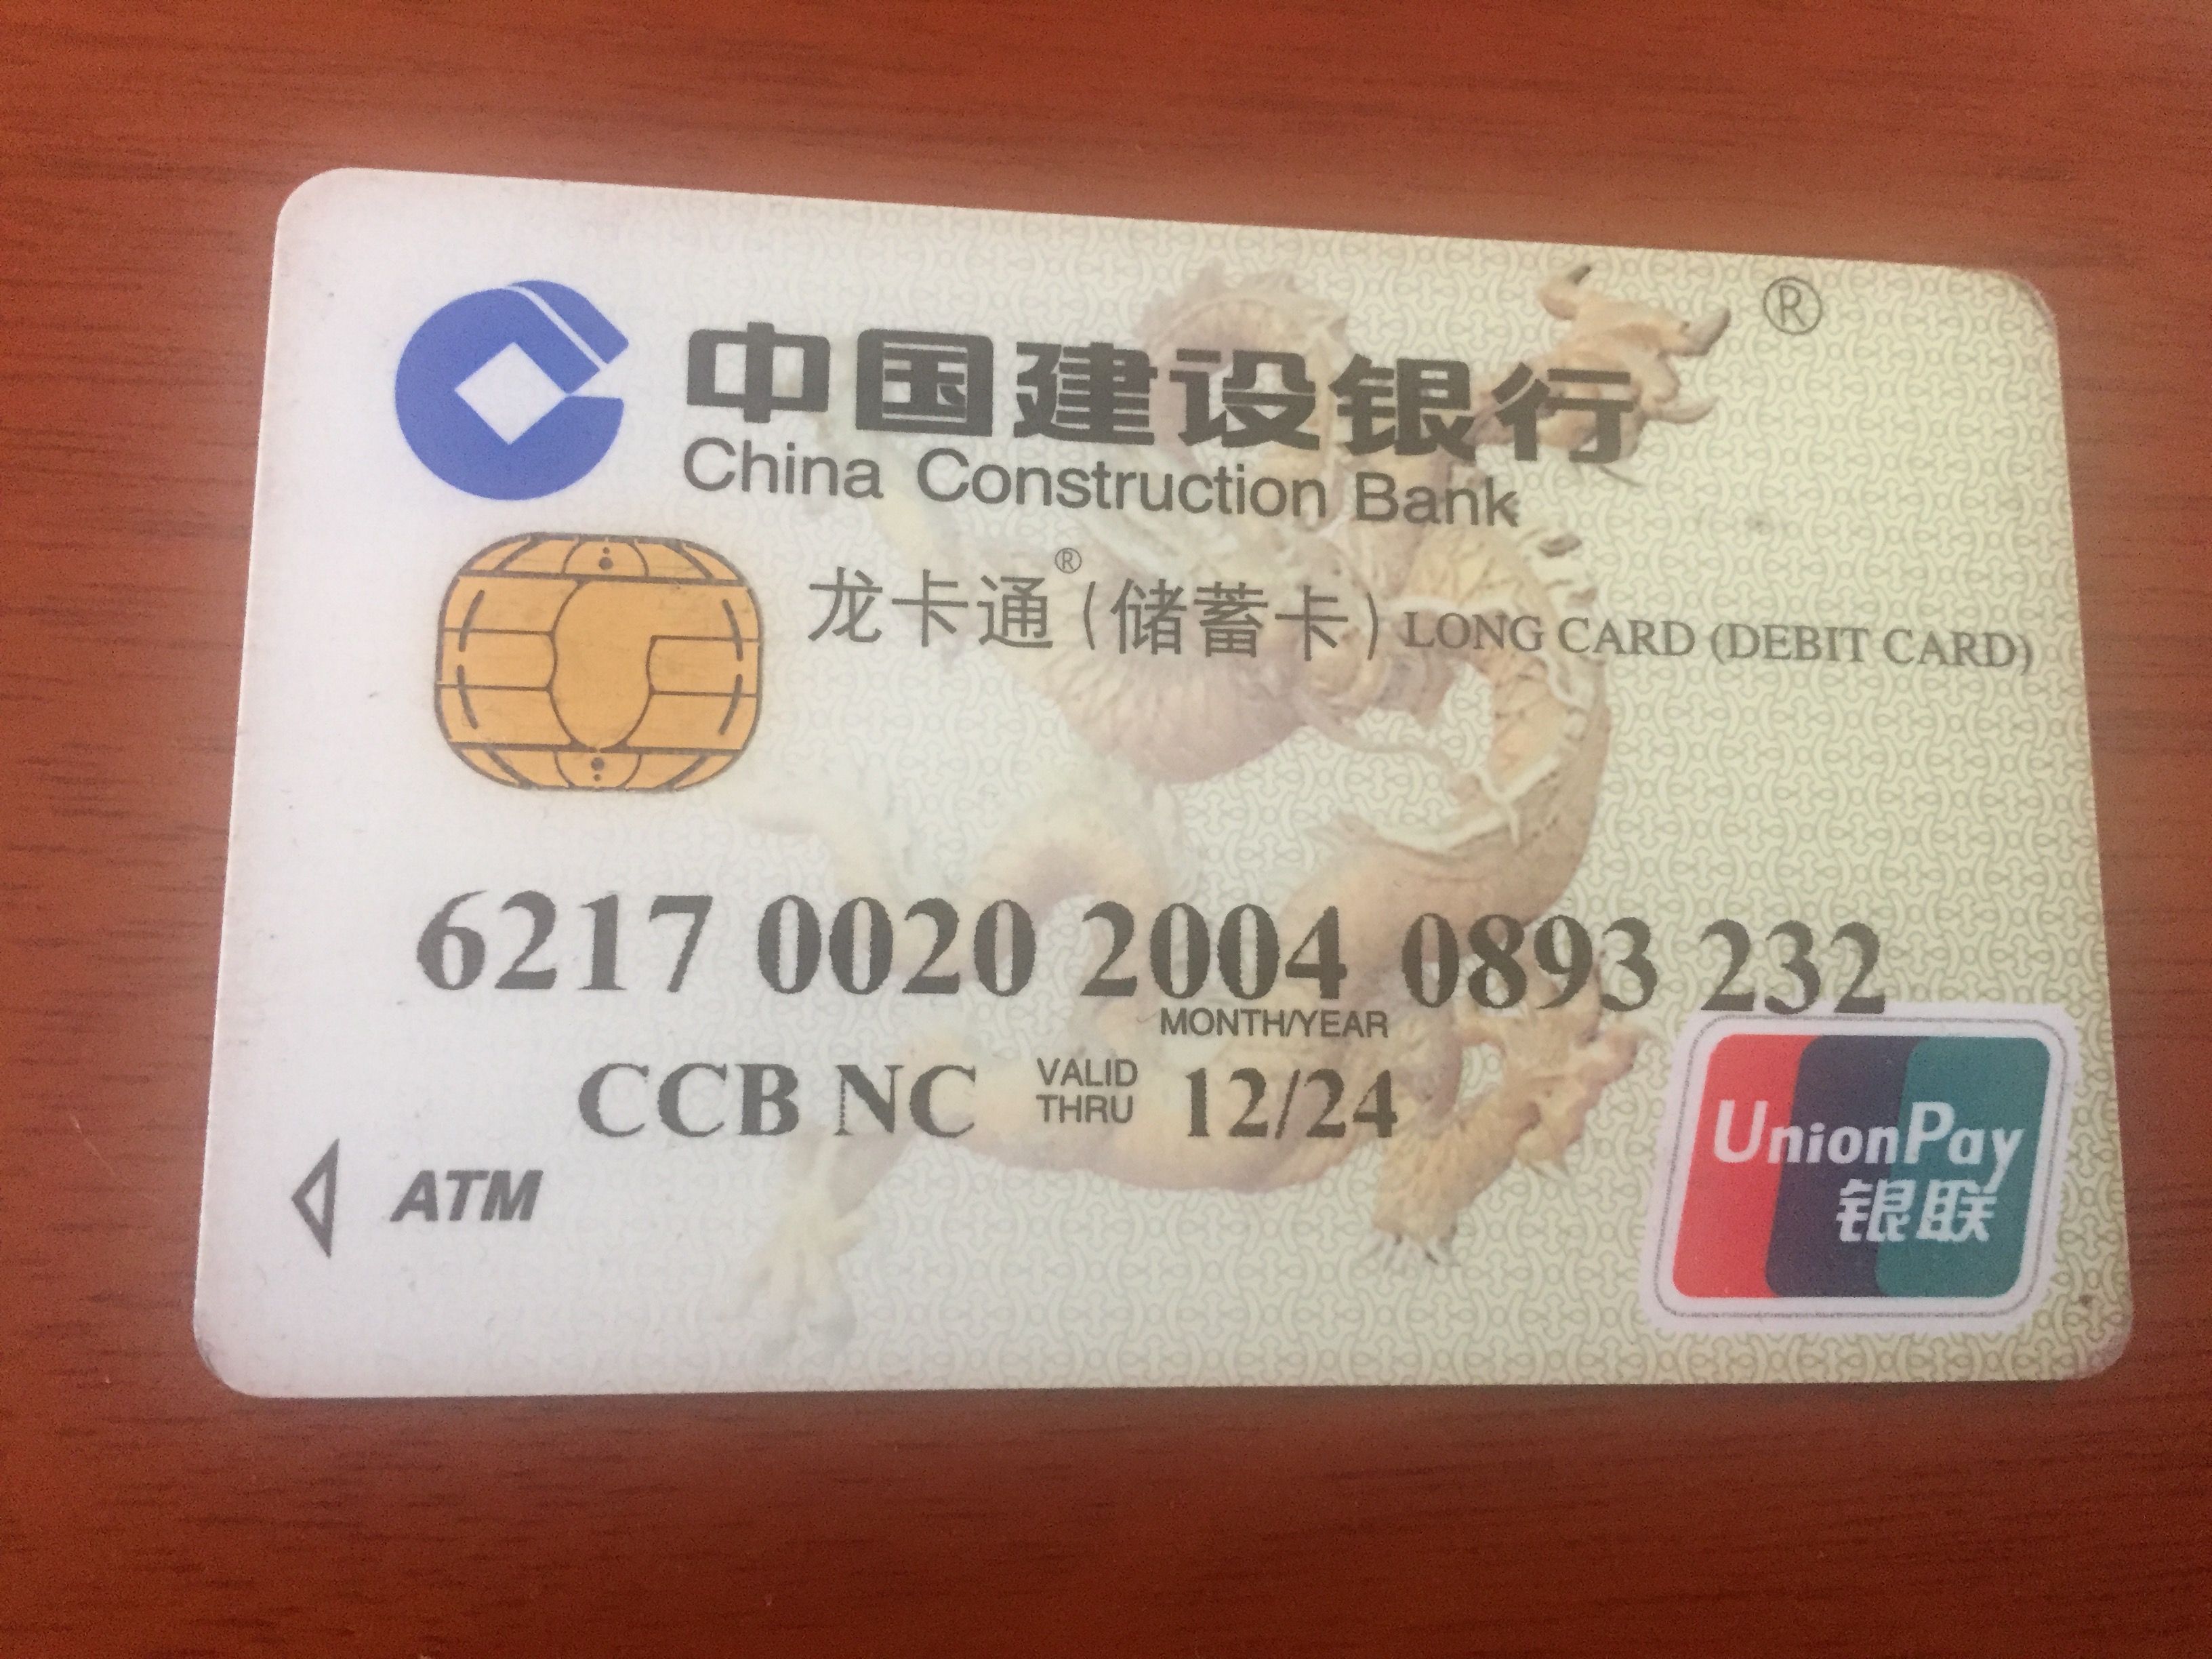 中国建设银行®
China Construction Bank
龙卡通®(储蓄卡) LONG CARD (DEBIT CARD)
6217 0020 2004 0893 232
MONTH/YEAR
CCB NC VALID THRU 12/24
ATM
UnionPay
银联